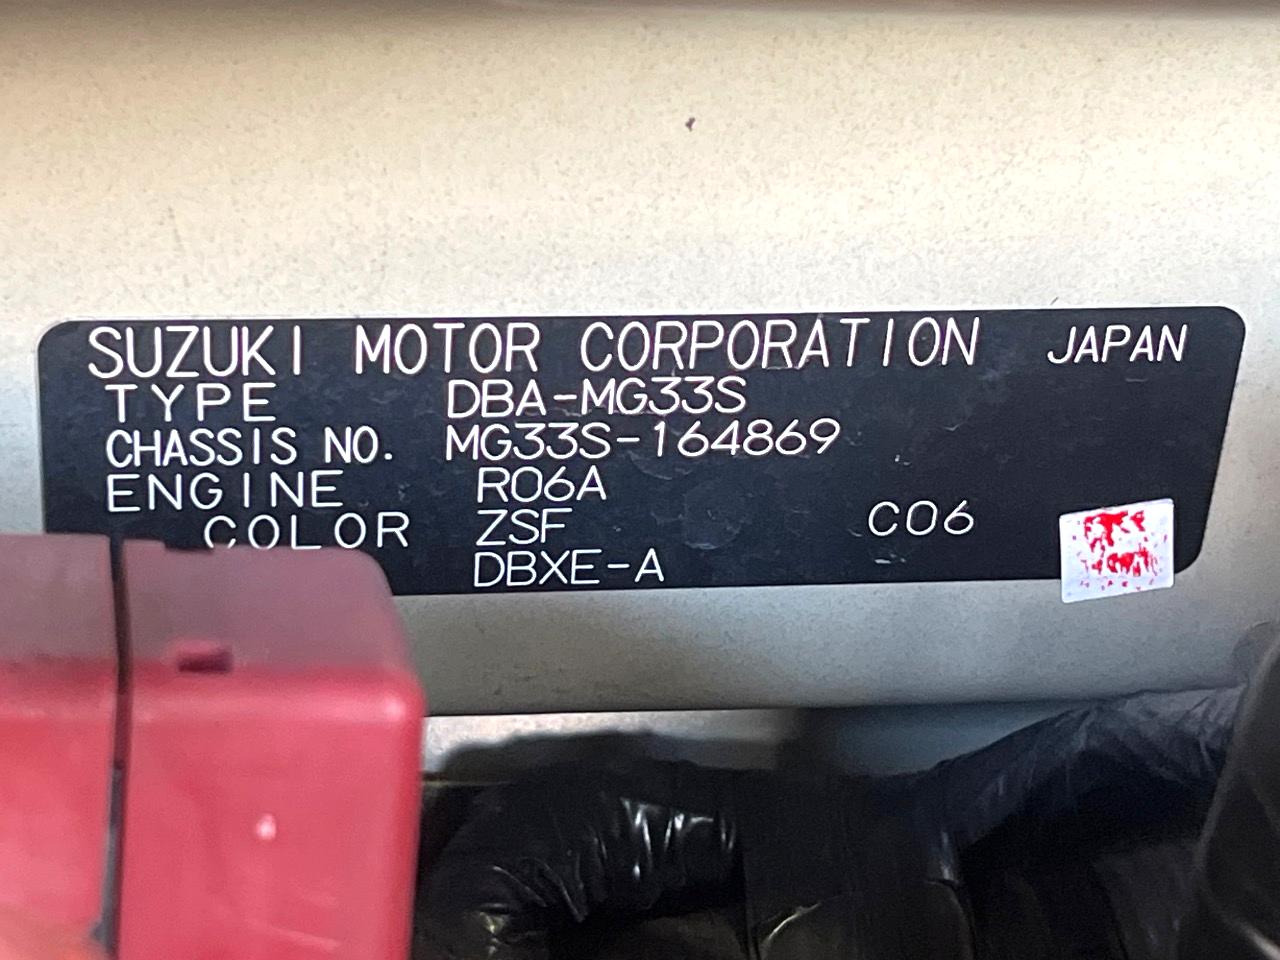 SUZUKI MOTOR CORPORATION JAPAN
TYPE DBA-MG33S
CHASSIS NO. MG33S-164869
ENGINE R06A
COLOR ZSF C06
DBXE-A